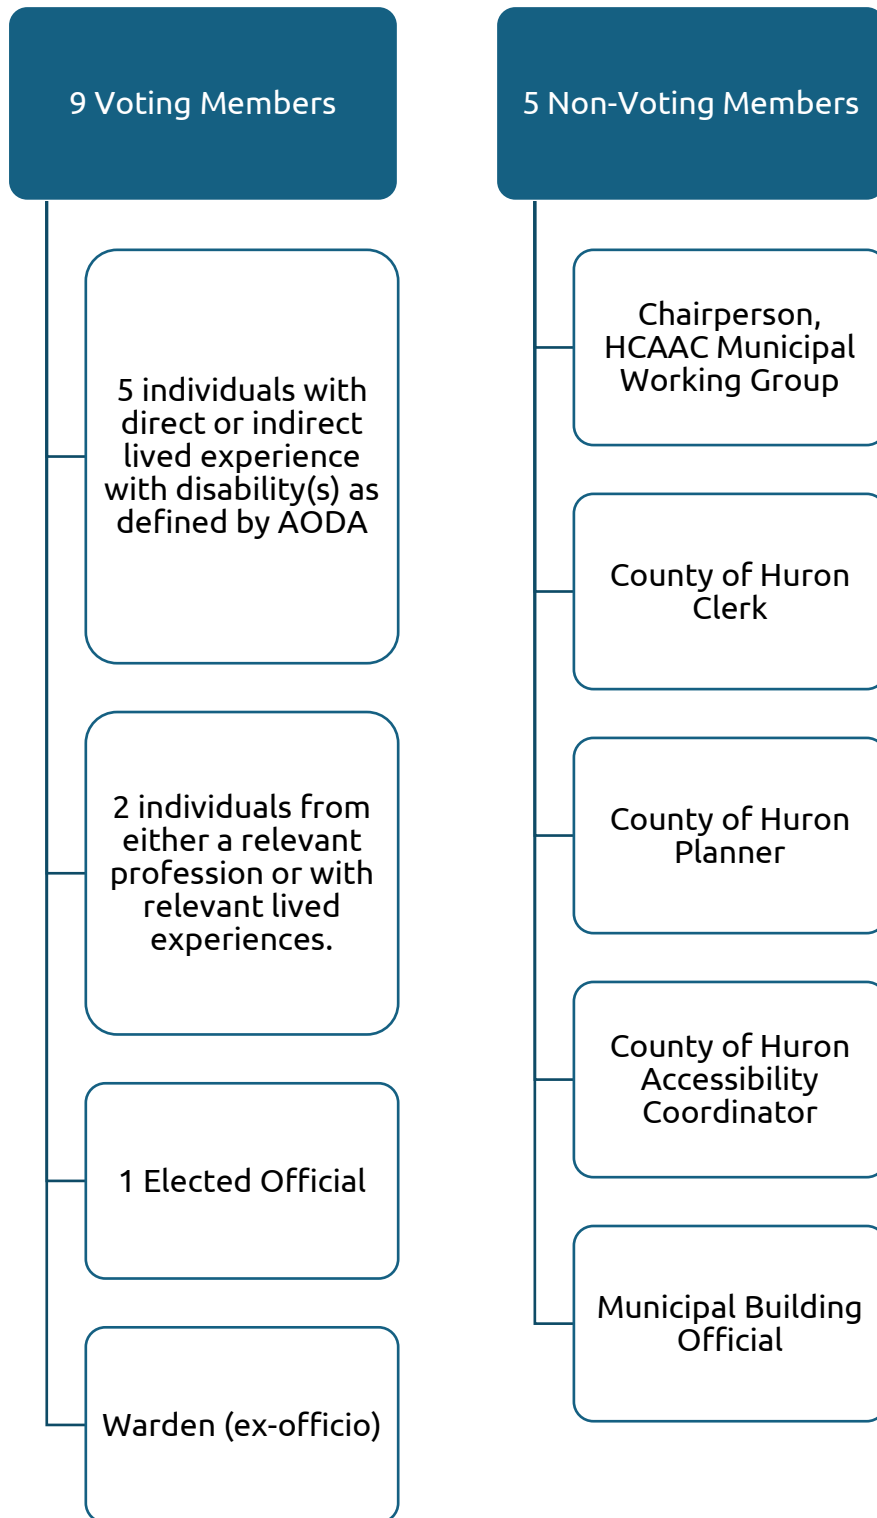 9 Voting Members
5 individuals with
direct or indirect
lived experience
with disability(s) as
defined by AODA
2 individuals from
either a relevant
profession or with
relevant lived
experiences.
1 Elected Official
Warden (ex-officio)
5 Non-Voting Members
Chairperson,
HCAAC Municipal
Working Group
County of Huron
Clerk
County of Huron
Planner
County of Huron
Accessibility
Coordinator
Municipal Building
Official